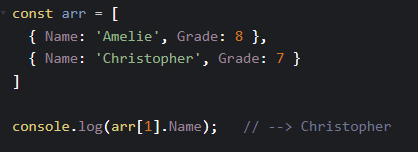 const arr = [
  { Name: 'Amelie', Grade: 8 },
  { Name: 'Christopher', Grade: 7 }
]
console.log(arr[1].Name);   // --> Christopher